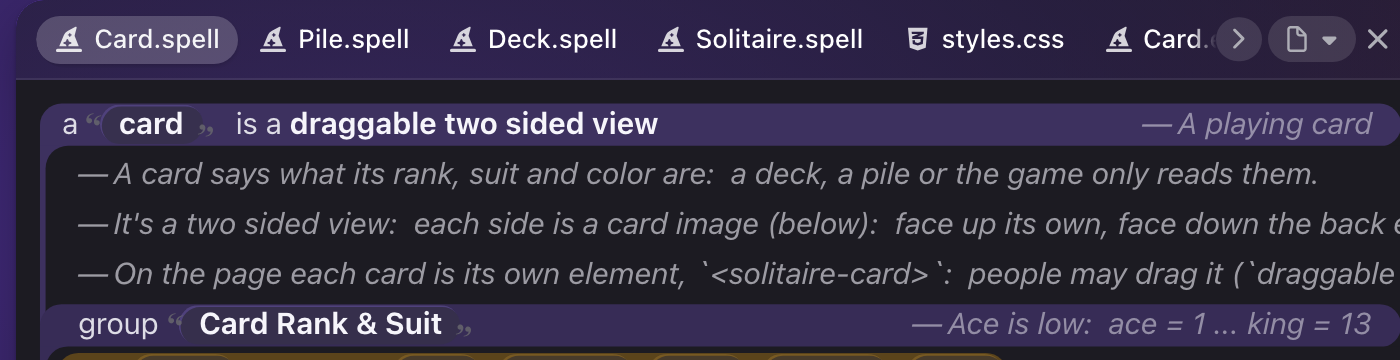 Card.spell Pile.spell Deck.spell Solitaire.spell styles.css Card.
a “ card ” is a draggable two sided view — A playing card
— A card says what its rank, suit and color are: a deck, a pile or the game only reads them.
— It's a two sided view: each side is a card image (below): face up its own, face down the back
— On the page each card is its own element, `<solitaire-card>`: people may drag it (`draggable
group “ Card Rank & Suit ” — Ace is low: ace = 1 ... king = 13